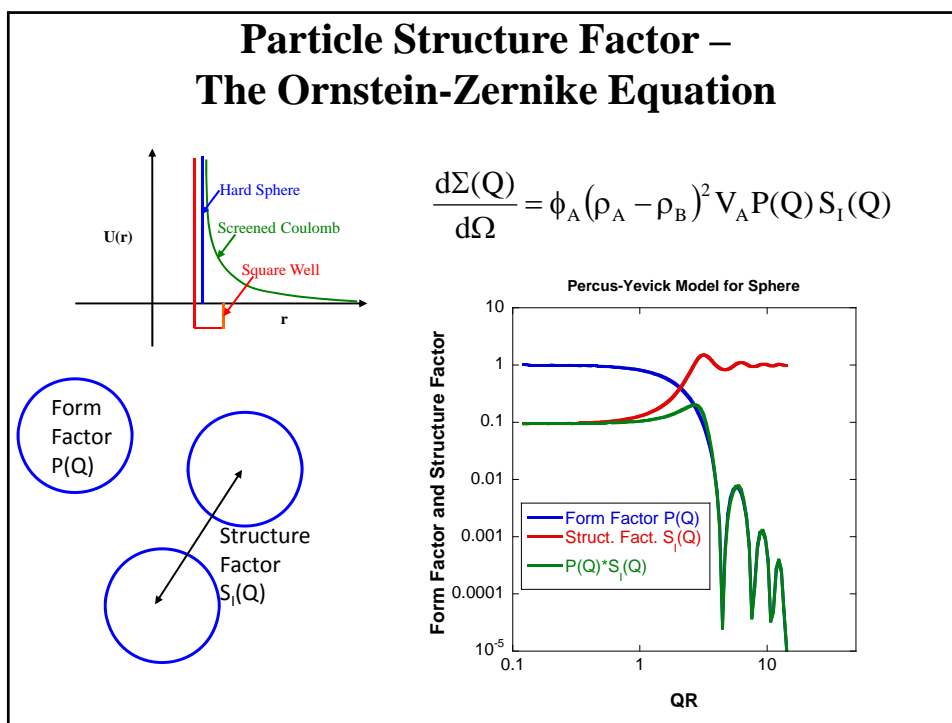 Particle Structure Factor –
The Ornstein-Zernike Equation
Hard Sphere
Screened Coulomb
U(r)
Square Well
r
dΣ(Q)/dΩ = ϕ_A(ρ_A − ρ_B)² V_A P(Q) S_I(Q)
Form
Factor
P(Q)
Structure
Factor
S_I(Q)
Percus-Yevick Model for Sphere
Form Factor and Structure Factor
10
1
0.1
0.01
0.001
0.0001
10^-5
Form Factor P(Q)
Struct. Fact. S_I(Q)
P(Q)*S_I(Q)
0.1
1
10
QR